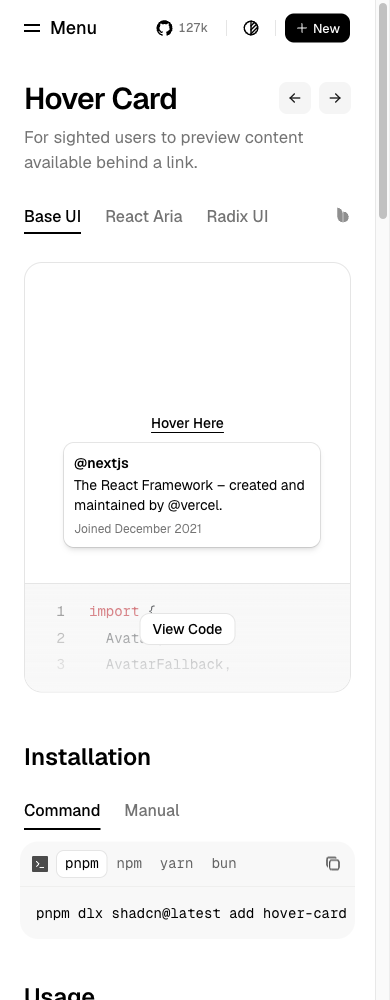 Menu
127k
New
Hover Card
For sighted users to preview content
available behind a link.
Base UI
React Aria
Radix UI
Hover Here
@nextjs
The React Framework – created and
maintained by @vercel.
Joined December 2021
1 import {
2
View Code
3 AvatarFallback,
Installation
Command
Manual
pnpm
npm
yarn
bun
pnpm dlx shadcn@latest add hover-card
Usage